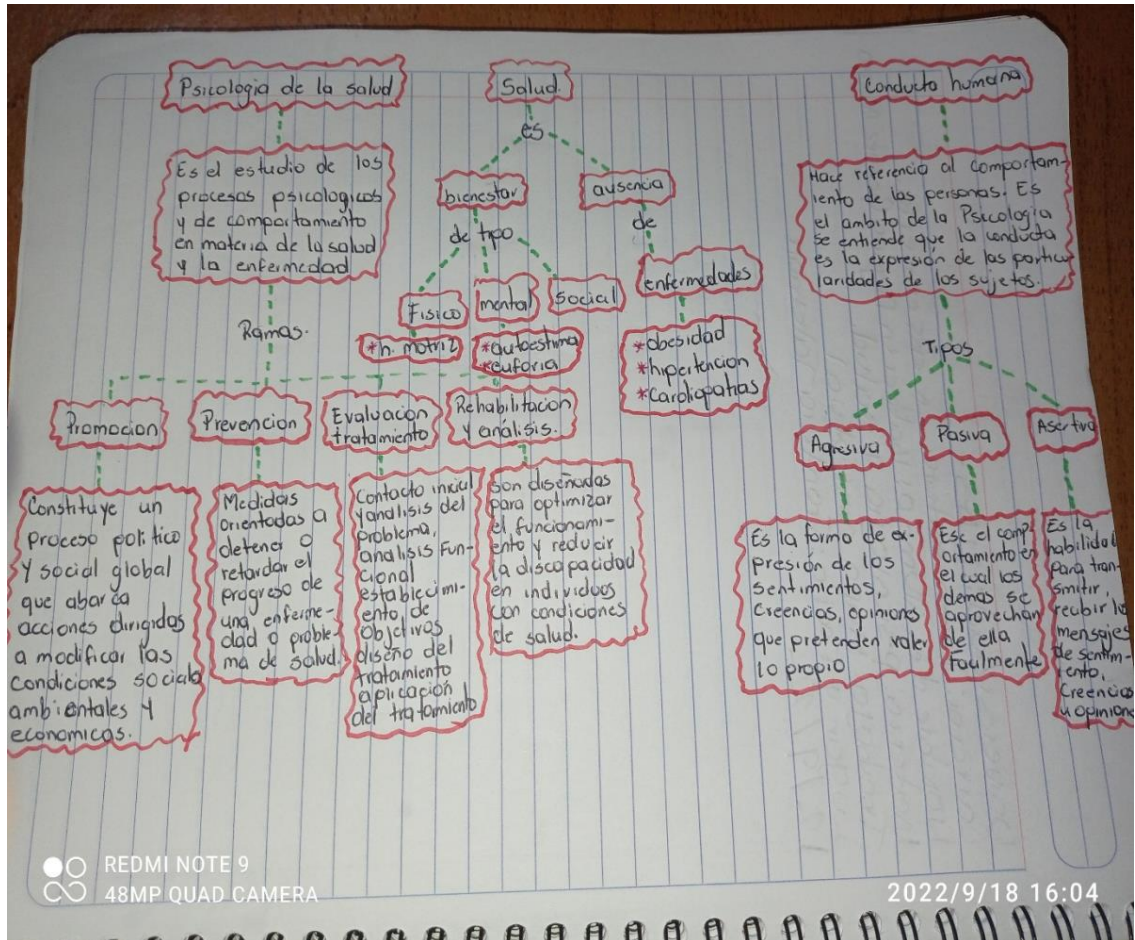 Psicologia de la salud
Es el estudio de los
procesos psicologicos
y de comportamiento
en materia de la salud
y la enfermedad
Ramas.
Promocion
Constituye un
proceso politico
y social global
que abarca
acciones dirigidas
a modificar las
condiciones socials
ambientales y
economicas.
Prevencion
Medidas
orientadas a
detener o
retardar el
progreso de
una enferme-
dad o proble-
ma de salud.
Evaluacion
tratamiento
Contacto inicial
y analisis del
problema,
analisis Fun-
cional
establecimi-
ento de
objetivos
diseño del
tratamiento
aplicación
del tratamiento
Rehabilitacion
y analisis.
son diseñadas
para optimizar
el funcionami-
ento y reducir
la discapacidad
en individuos
con condiciones
de salud.
Salud.
es
bienestar
de tipo
Fisico
*h. motriz
mental
*autoestima
*euforia
social
ausencia
de
enfermedades
*obesidad
*hipertencion
*cardiopatias
Conducta humana
Hace referencia al comportam-
iento de las personas. Es
el ambito de la Psicologia
se entiende que la conducta
es la expresión de las particu
laridades de los sujetos.
Tipos
Agresiva
Es la forma de ex-
presión de los
sentimientos,
creencias, opiniones
que pretenden valer
lo propio
Pasiva
Ese el comp
ortamiento en
el cual los
demas se
aprovechan
de ella
Facilmente
Asertiva
Es la
habilidad
para tran-
smitir,
recibir los
mensajes
de sentim-
iento,
Creencias
u opinione
REDMI NOTE 9
48MP QUAD CAMERA
2022/9/18 16:04